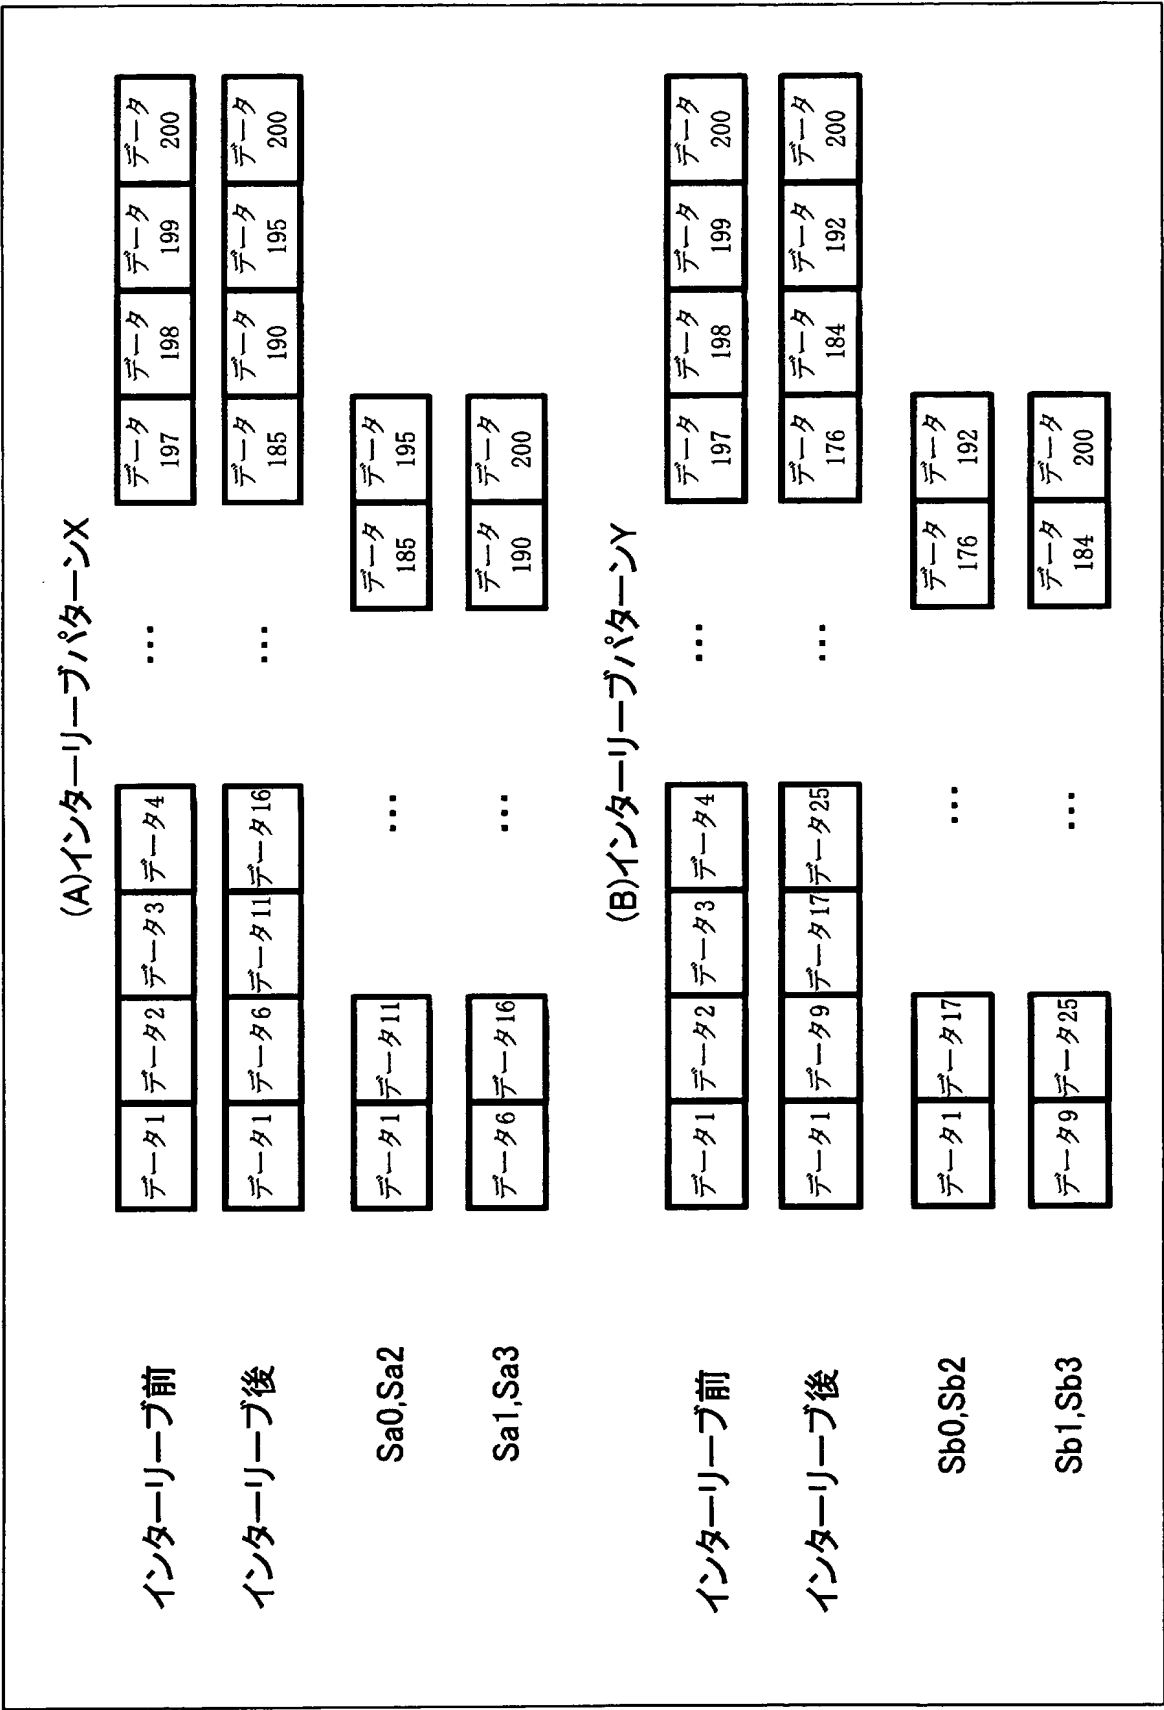 (A)インターリーブパターンX
インターリーブ前 データ1 データ2 データ3 データ4 … データ197 データ198 データ199 データ200
インターリーブ後 データ1 データ6 データ11 データ16 … データ185 データ190 データ195 データ200
Sa0,Sa2 データ1 データ11 … データ185 データ195
Sa1,Sa3 データ6 データ16 … データ190 データ200
(B)インターリーブパターンY
インターリーブ前 データ1 データ2 データ3 データ4 … データ197 データ198 データ199 データ200
インターリーブ後 データ1 データ9 データ17 データ25 … データ176 データ184 データ192 データ200
Sb0,Sb2 データ1 データ17 … データ176 データ192
Sb1,Sb3 データ9 データ25 … データ184 データ200